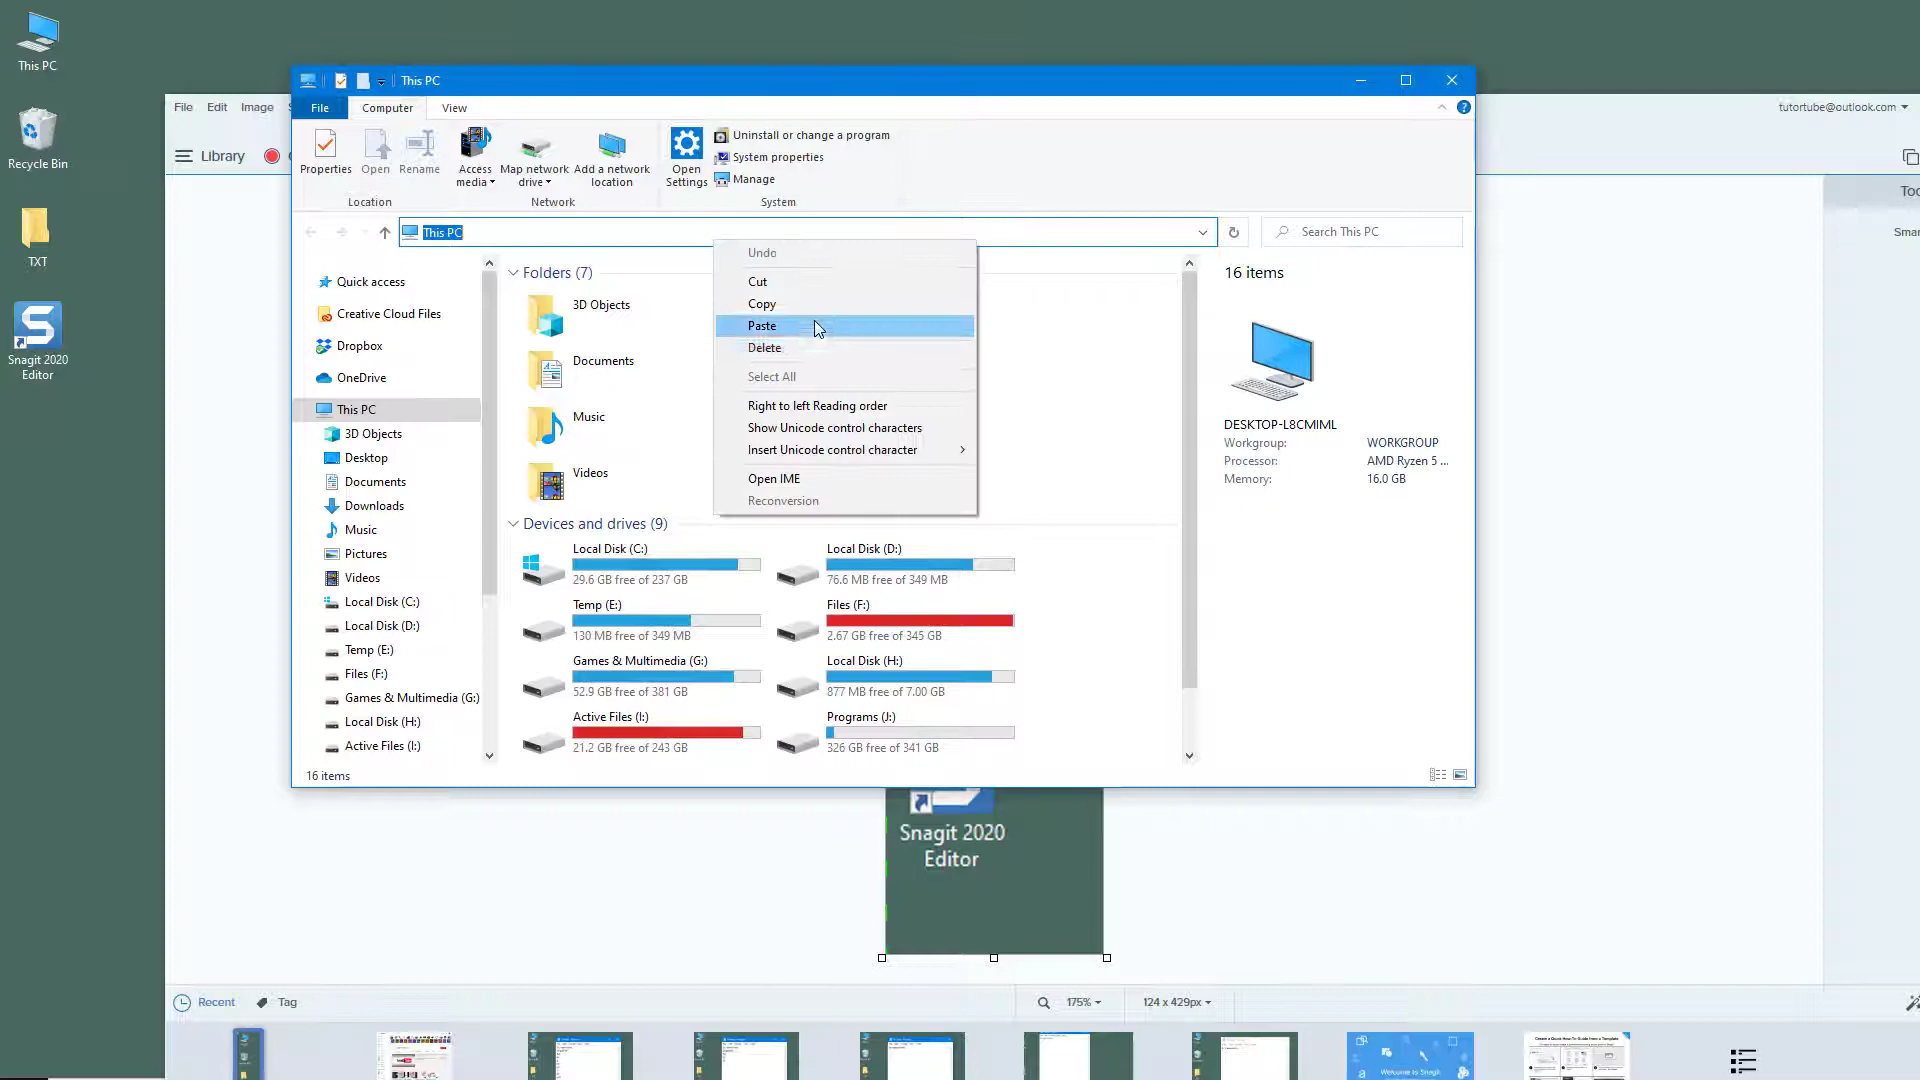 This PC
Recycle Bin
TXT
Snagit 2020
Editor
File Edit Image
tutortube@outlook.com
Library
This PC
File Computer View
Properties
Open
Rename
Access
media
Map network
drive
Add a network
location
Open
Settings
Uninstall or change a program
System properties
Manage
Location
Network
System
This PC
Search This PC
Undo
Cut
Copy
Paste
Delete
Select All
Right to left Reading order
Show Unicode control characters
Insert Unicode control character
Open IME
Reconversion
Quick access
Creative Cloud Files
Dropbox
OneDrive
This PC
3D Objects
Desktop
Documents
Downloads
Music
Pictures
Videos
Local Disk (C:)
Local Disk (D:)
Temp (E:)
Files (F:)
Games & Multimedia (G:)
Local Disk (H:)
Active Files (I:)
Folders (7)
3D Objects
Documents
Music
Videos
Devices and drives (9)
Local Disk (C:)
29.6 GB free of 237 GB
Local Disk (D:)
76.6 MB free of 349 MB
Temp (E:)
130 MB free of 349 MB
Files (F:)
2.67 GB free of 345 GB
Games & Multimedia (G:)
52.9 GB free of 381 GB
Local Disk (H:)
877 MB free of 7.00 GB
Active Files (I:)
21.2 GB free of 243 GB
Programs (J:)
326 GB free of 341 GB
16 items
DESKTOP-L8CMIML
Workgroup: WORKGROUP
Processor: AMD Ryzen 5 ...
Memory: 16.0 GB
16 items
Snagit 2020
Editor
Recent
Tag
175%
124 x 429px
Create a Quick How-To Guide from a Template
Welcome to Snagit